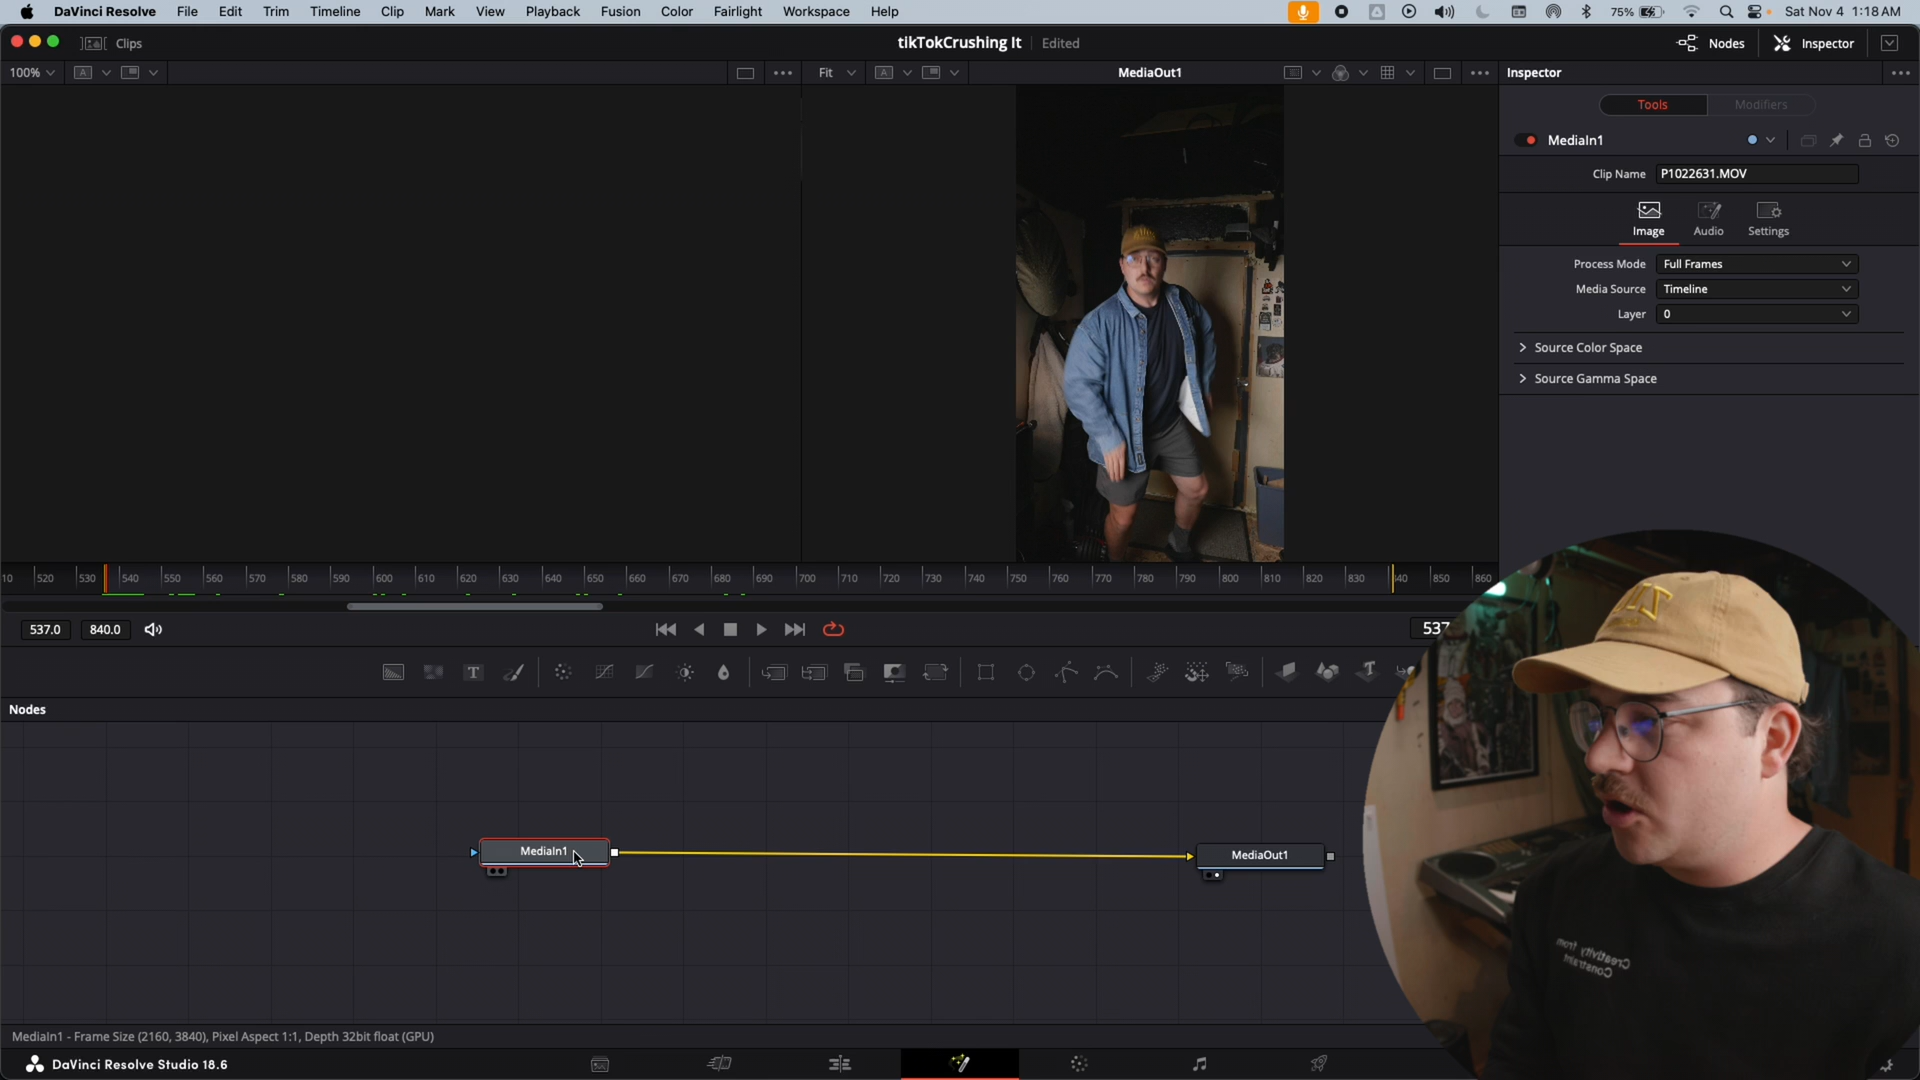 DaVinci Resolve File Edit Trim Timeline Clip Mark View Playback Fusion Color Fairlight Workspace Help 75% Sat Nov 4 1:18 AM
Clips tikTokCrushing It Edited Nodes Inspector
100% Fit MediaOut1 Inspector
Tools Modifiers
MediaIn1
Clip Name P1022631.MOV
Image Audio Settings
Process Mode Full Frames
Media Source Timeline
Layer 0
Source Color Space
Source Gamma Space
10 520 530 540 550 560 570 580 590 600 610 620 630 640 650 660 670 680 690 700 710 720 730 740 750 760 770 780 790 800 810 820 830 840 850 860
537.0 840.0 537
Nodes
MediaIn1 MediaOut1
Creativity from
Constraint
MediaIn1 - Frame Size (2160, 3840), Pixel Aspect 1:1, Depth 32bit float (GPU)
DaVinci Resolve Studio 18.6